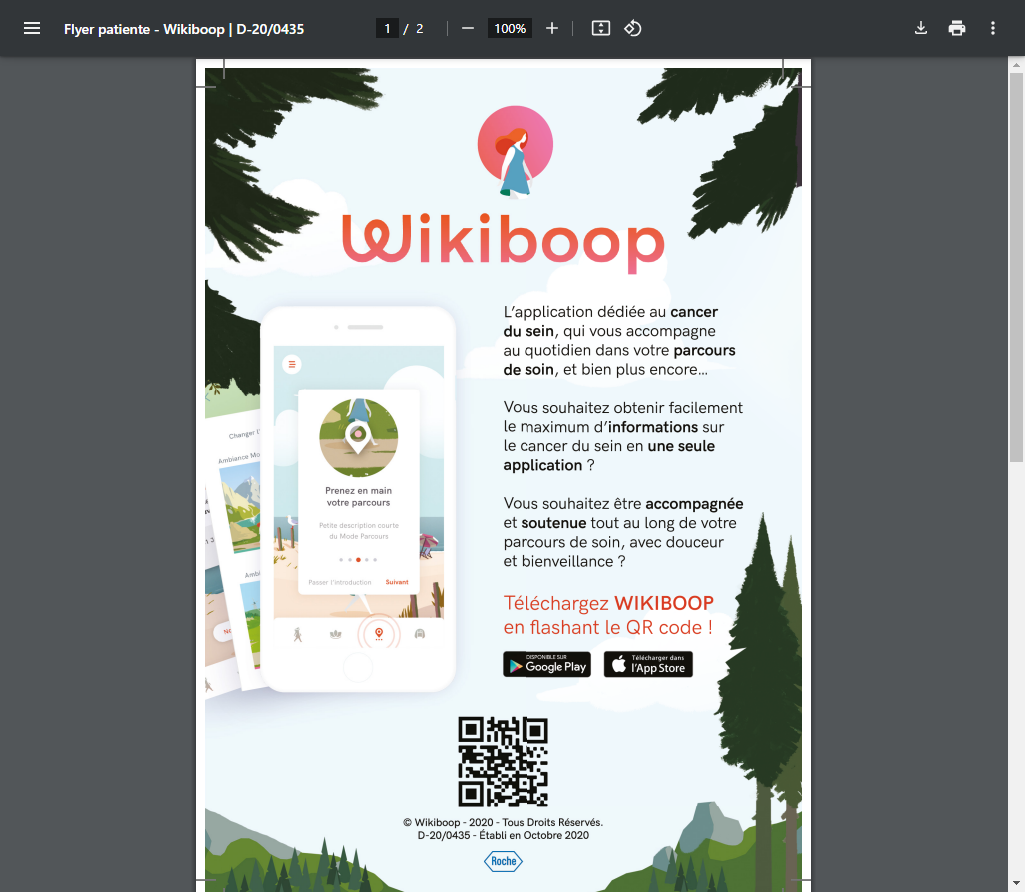 Flyer patiente - Wikiboop | D-20/0435
1 / 2
100%
Wikiboop
L'application dédiée au cancer
du sein, qui vous accompagne
au quotidien dans votre parcours
de soin, et bien plus encore...
Vous souhaitez obtenir facilement
le maximum d'informations sur
le cancer du sein en une seule
application ?
Vous souhaitez être accompagnée
et soutenue tout au long de votre
parcours de soin, avec douceur
et bienveillance ?
Téléchargez WIKIBOOP
en flashant le QR code !
DISPONIBLE SUR
Google Play
Télécharger dans
l'App Store
Changer l'
Ambiance Mo
Ambi
Prenez en main
votre parcours
Petite description courte
du Mode Parcours
Passer l'introduction
Suivant
© Wikiboop - 2020 - Tous Droits Réservés.
D-20/0435 - Établi en Octobre 2020
Roche